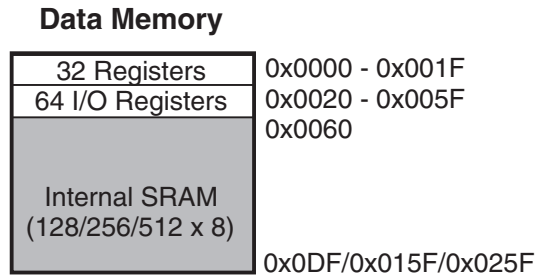 Data Memory
32 Registers 0x0000 - 0x001F
64 I/O Registers 0x0020 - 0x005F
0x0060
Internal SRAM
(128/256/512 x 8)
0x0DF/0x015F/0x025F